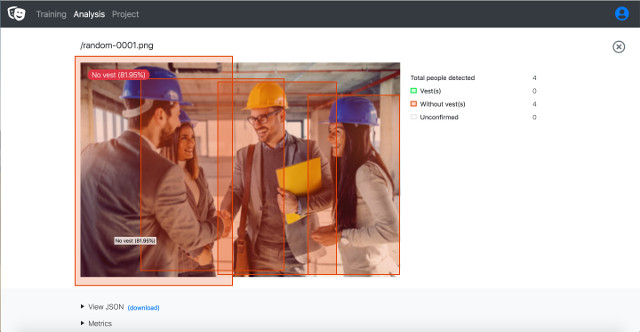 Training Analysis Project
/random-0001.png
No vest (81.95%)
Total people detected 4
Vest(s) 0
Without vest(s) 4
Unconfirmed 0
No vest (81.95%)
View JSON (download)
Metrics